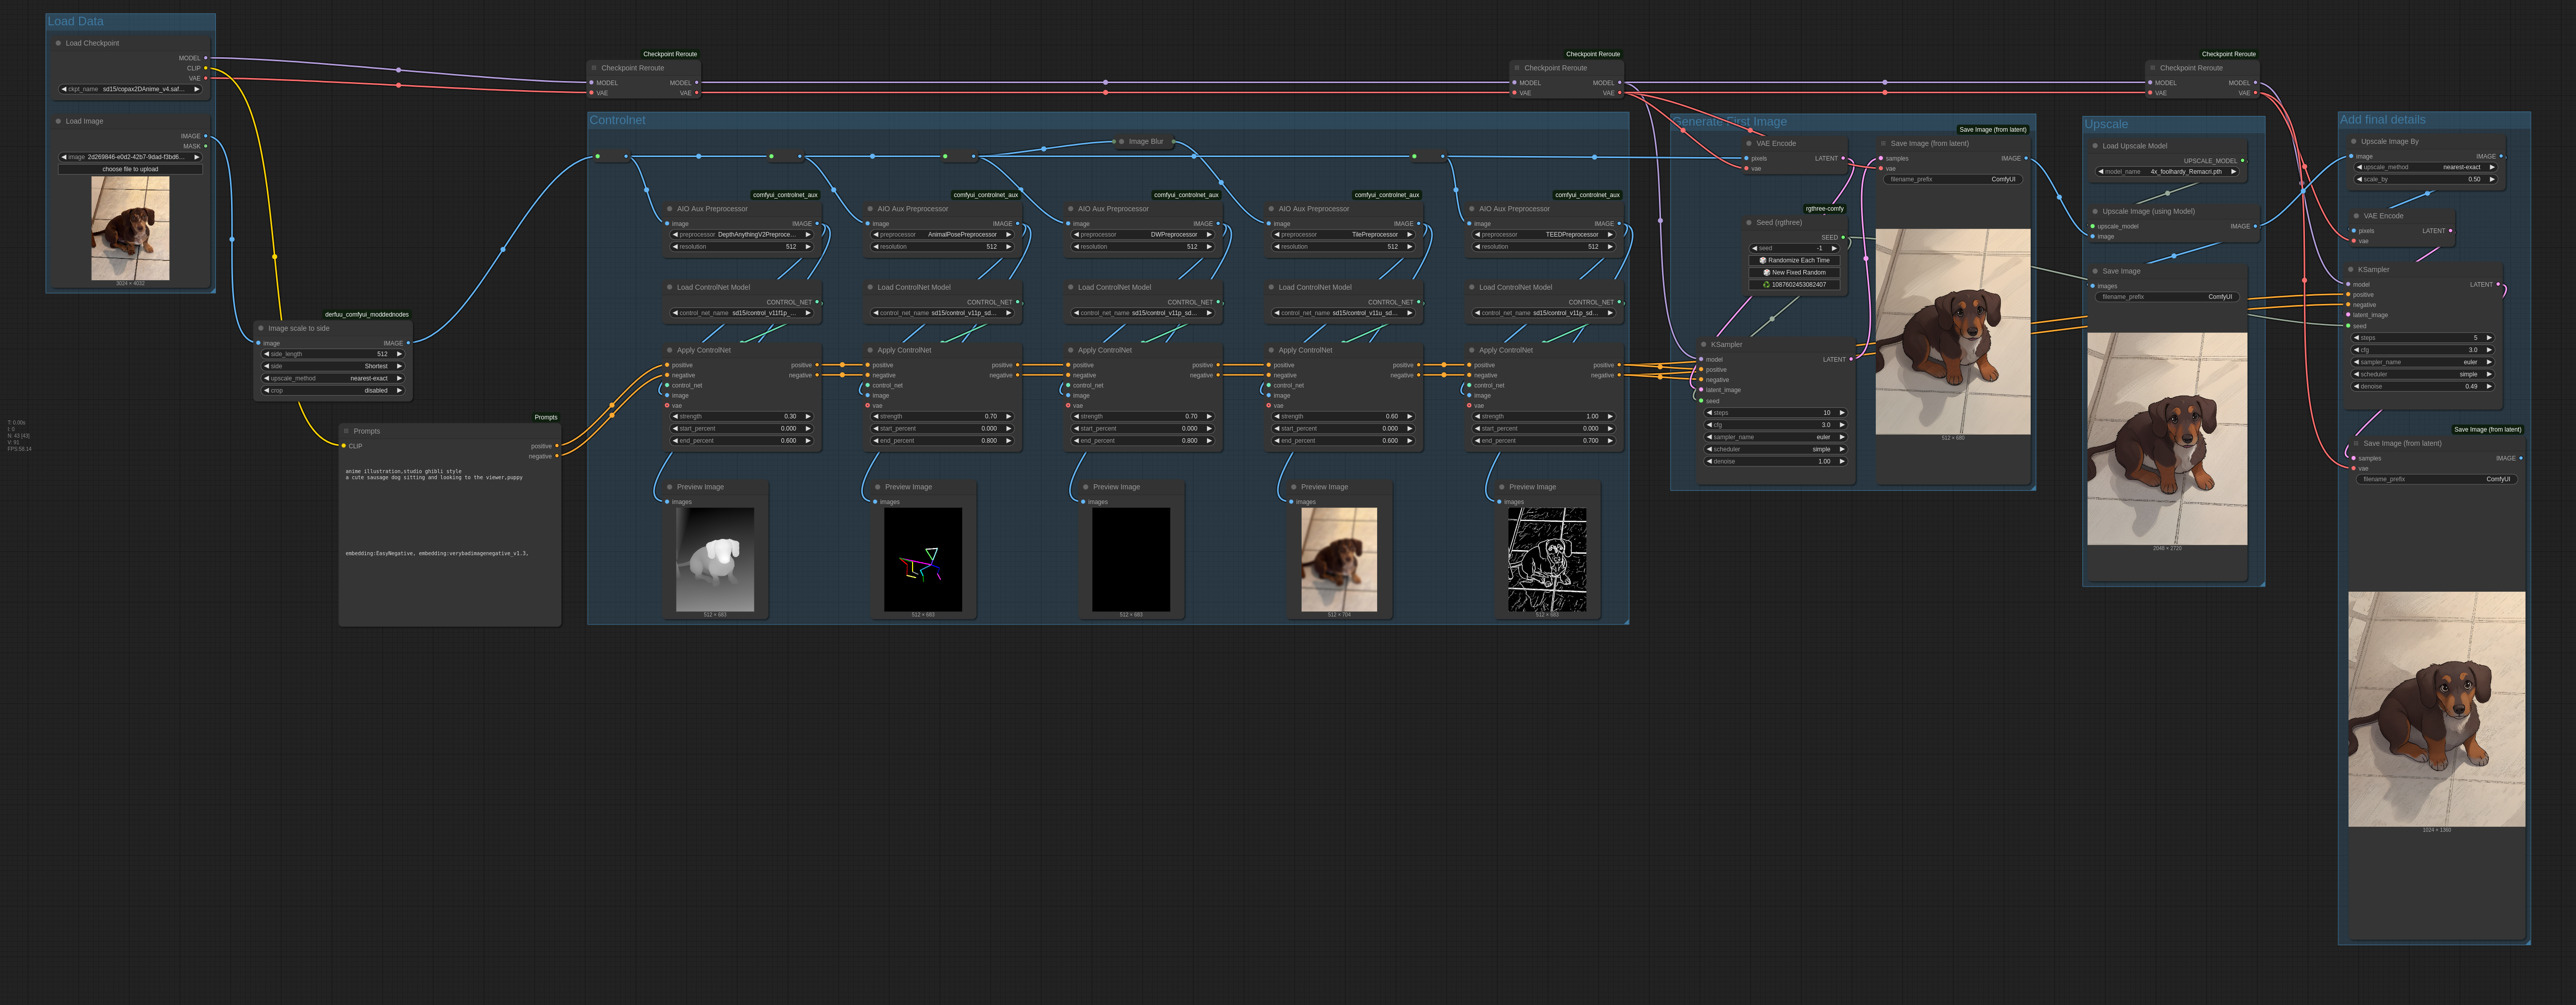 Load Data
Load Checkpoint
MODEL
CLIP
VAE
ckpt_name sd15/copax2DAnime_v4.saf...
Load Image
IMAGE
MASK
image 2d269846-e0d2-42b7-9dad-f3bd6...
choose file to upload
3024 × 4032
T: 0.00s
I: 0
N: 43 [43]
V: 91
FPS:58.14
derfuu_comfyui_moddednodes
Image scale to side
image IMAGE
side_length 512
side Shortest
upscale_method nearest-exact
crop disabled
Prompts
Prompts
CLIP positive
negative
anime illustration,studio ghibli style
a cute sausage dog sitting and looking to the viewer,puppy
embedding:EasyNegative, embedding:verybadimagenegative_v1.3,
Checkpoint Reroute
Checkpoint Reroute
MODEL MODEL
VAE VAE
Controlnet
Image Blur
comfyui_controlnet_aux
AIO Aux Preprocessor
image IMAGE
preprocessor DepthAnythingV2Preproce...
resolution 512
Load ControlNet Model
CONTROL_NET
control_net_name sd15/control_v11f1p_...
Apply ControlNet
positive positive
negative negative
control_net
image
vae
strength 0.30
start_percent 0.000
end_percent 0.600
Preview Image
images
512 × 683
comfyui_controlnet_aux
AIO Aux Preprocessor
image IMAGE
preprocessor AnimalPosePreprocessor
resolution 512
Load ControlNet Model
CONTROL_NET
control_net_name sd15/control_v11p_sd...
Apply ControlNet
positive positive
negative negative
control_net
image
vae
strength 0.70
start_percent 0.000
end_percent 0.800
Preview Image
images
512 × 683
comfyui_controlnet_aux
AIO Aux Preprocessor
image IMAGE
preprocessor DWPreprocessor
resolution 512
Load ControlNet Model
CONTROL_NET
control_net_name sd15/control_v11p_sd...
Apply ControlNet
positive positive
negative negative
control_net
image
vae
strength 0.70
start_percent 0.000
end_percent 0.800
Preview Image
images
512 × 683
comfyui_controlnet_aux
AIO Aux Preprocessor
image IMAGE
preprocessor TilePreprocessor
resolution 512
Load ControlNet Model
CONTROL_NET
control_net_name sd15/control_v11u_sd...
Apply ControlNet
positive positive
negative negative
control_net
image
vae
strength 0.60
start_percent 0.000
end_percent 0.600
Preview Image
images
512 × 704
comfyui_controlnet_aux
AIO Aux Preprocessor
image IMAGE
preprocessor TEEDPreprocessor
resolution 512
Load ControlNet Model
CONTROL_NET
control_net_name sd15/control_v11p_sd...
Apply ControlNet
positive positive
negative negative
control_net
image
vae
strength 1.00
start_percent 0.000
end_percent 0.700
Preview Image
images
512 × 683
Checkpoint Reroute
Checkpoint Reroute
MODEL MODEL
VAE VAE
Generate First Image
VAE Encode
pixels LATENT
vae
rgthree-comfy
Seed (rgthree)
SEED
seed -1
Randomize Each Time
New Fixed Random
1087602453082407
KSampler
model LATENT
positive
negative
latent_image
seed
steps 10
cfg 3.0
sampler_name euler
scheduler simple
denoise 1.00
Save Image (from latent)
Save Image (from latent)
samples IMAGE
vae
filename_prefix ComfyUI
512 × 680
Checkpoint Reroute
Checkpoint Reroute
MODEL MODEL
VAE VAE
Upscale
Load Upscale Model
UPSCALE_MODEL
model_name 4x_foolhardy_Remacri.pth
Upscale Image (using Model)
upscale_model IMAGE
image
Save Image
images
filename_prefix ComfyUI
2048 × 2720
Add final details
Upscale Image By
image IMAGE
upscale_method nearest-exact
scale_by 0.50
VAE Encode
pixels LATENT
vae
KSampler
model LATENT
positive
negative
latent_image
seed
steps 5
cfg 3.0
sampler_name euler
scheduler simple
denoise 0.49
Save Image (from latent)
Save Image (from latent)
samples IMAGE
vae
filename_prefix ComfyUI
1024 × 1360